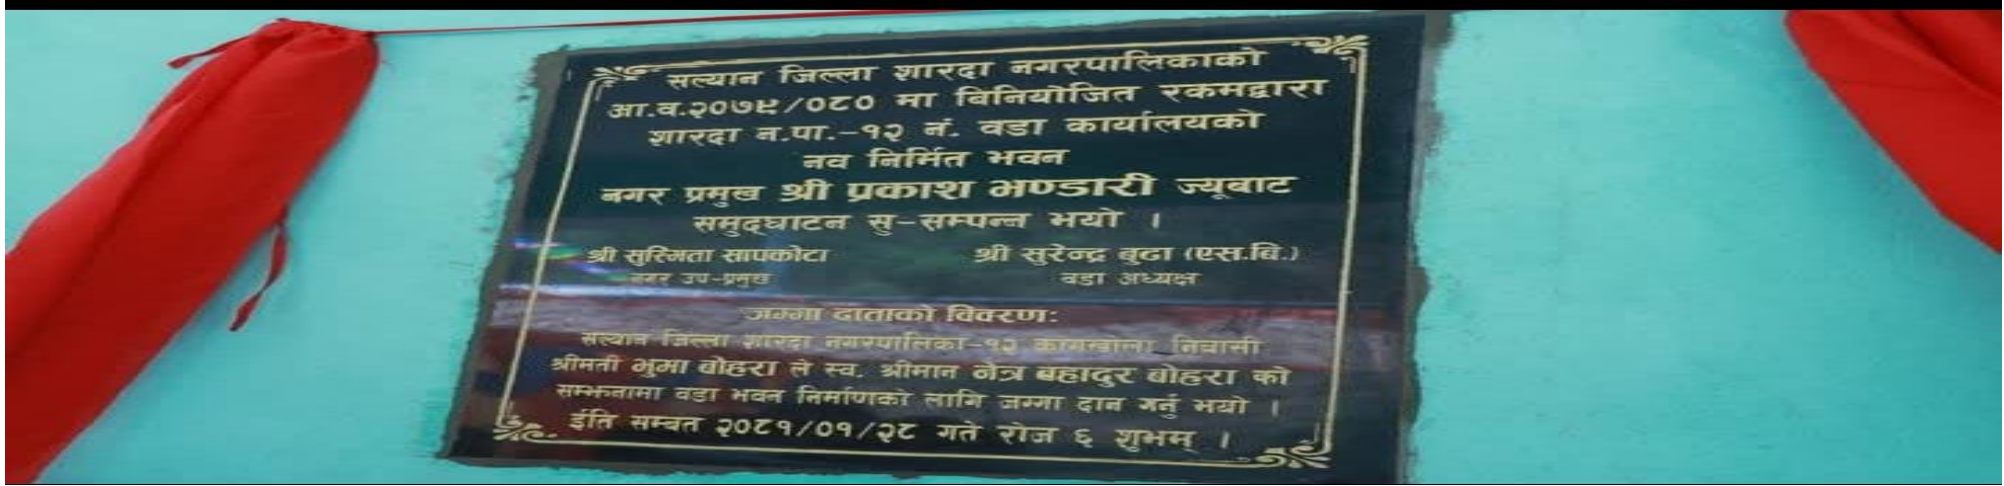 सल्यान जिल्ला शारदा नगरपालिकाको
आ.व.२०७९/०८० मा बिनियोजित रकमद्वारा
शारदा न.पा.-१२ नं. वडा कार्यालयको
नव निर्मित भवन
नगर प्रमुख श्री प्रकाश भण्डारी ज्यूबाट
समुद्घाटन सु-सम्पन्न भयो ।
श्री सुस्मिता सापकोटा श्री सुरेन्द्र बुढा (एस.बि.)
नगर उप-प्रमुख वडा अध्यक्ष
जग्गा दाताको विवरणः
सल्यान जिल्ला शारदा नगरपालिका-१२ कागखोला निवासी
श्रीमती भुमा बोहरा ले स्व. श्रीमान नेत्र बहादुर बोहरा को
सम्झनामा वडा भवन निर्माणको लागि जग्गा दान गर्नु भयो ।
ईति सम्बत २०८१/०१/२८ गते रोज ६ शुभम् ।